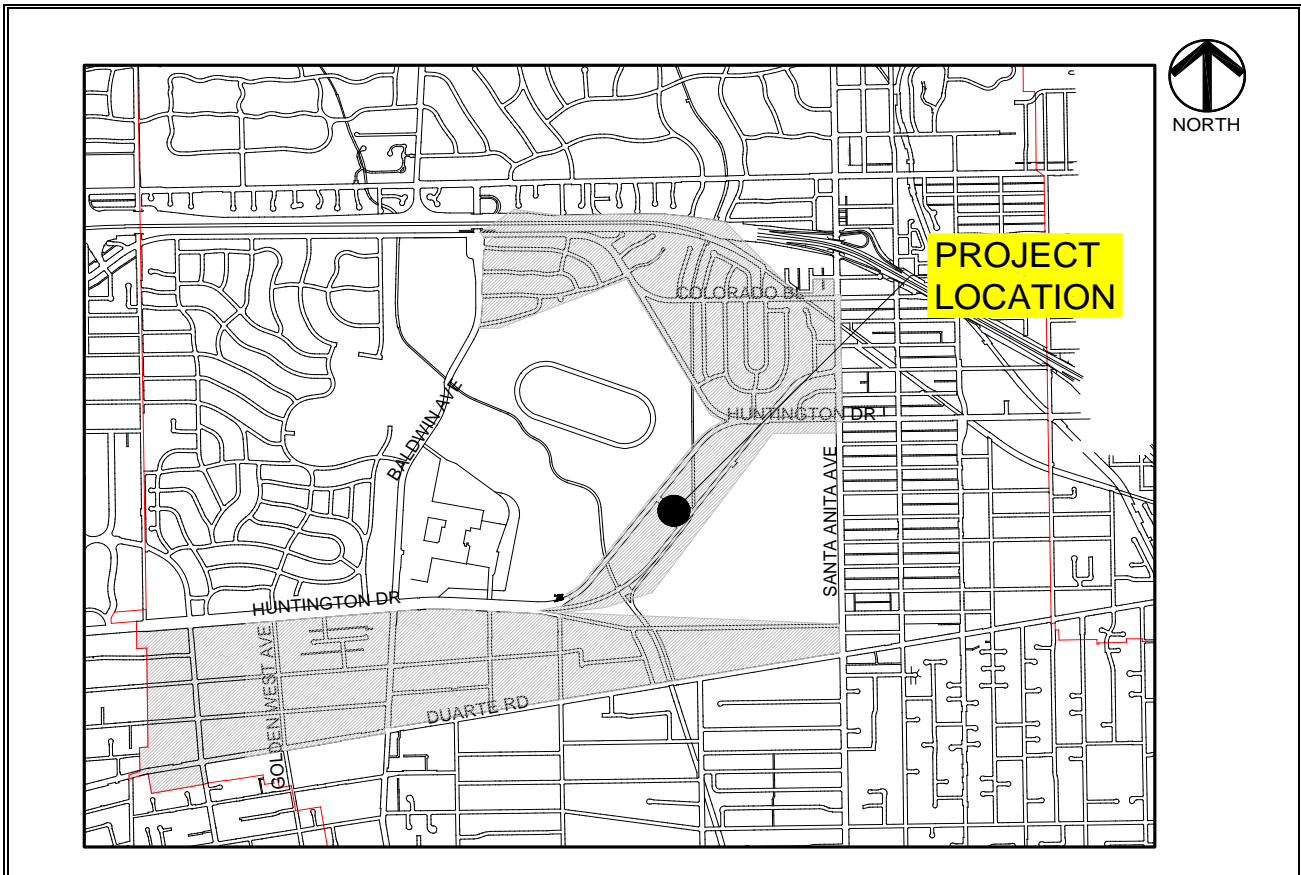 NORTH
PROJECT
LOCATION
COLORADO BL
HUNTINGTON DR
BALDWIN AVE
SANTA ANITA AVE
HUNTINGTON DR
GOLDEN WEST AVE
DUARTE RD